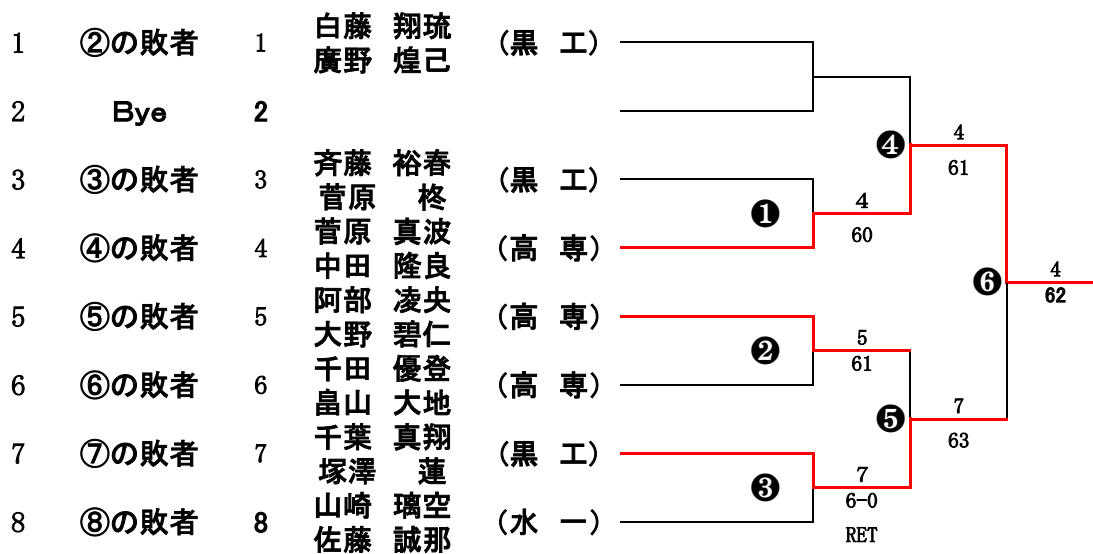 1 ②の敗者 1 白藤 翔琉 廣野 煌己 (黒 工)
2 Bye 2
3 ③の敗者 3 斉藤 裕春 菅原 柊 (黒 工)
4 ④の敗者 4 菅原 真波 中田 隆良 (高 専)
5 ⑤の敗者 5 阿部 凌央 大野 碧仁 (高 専)
6 ⑥の敗者 6 千田 優登 畠山 大地 (高 専)
7 ⑦の敗者 7 千葉 真翔 塚澤 蓮 (黒 工)
8 ⑧の敗者 8 山崎 璃空 佐藤 誠那 (水 一)
❹ 4
61
❶ 4
60
❻ 4
62
❷ 5
61
❺ 7
63
❸ 7
6-0
RET